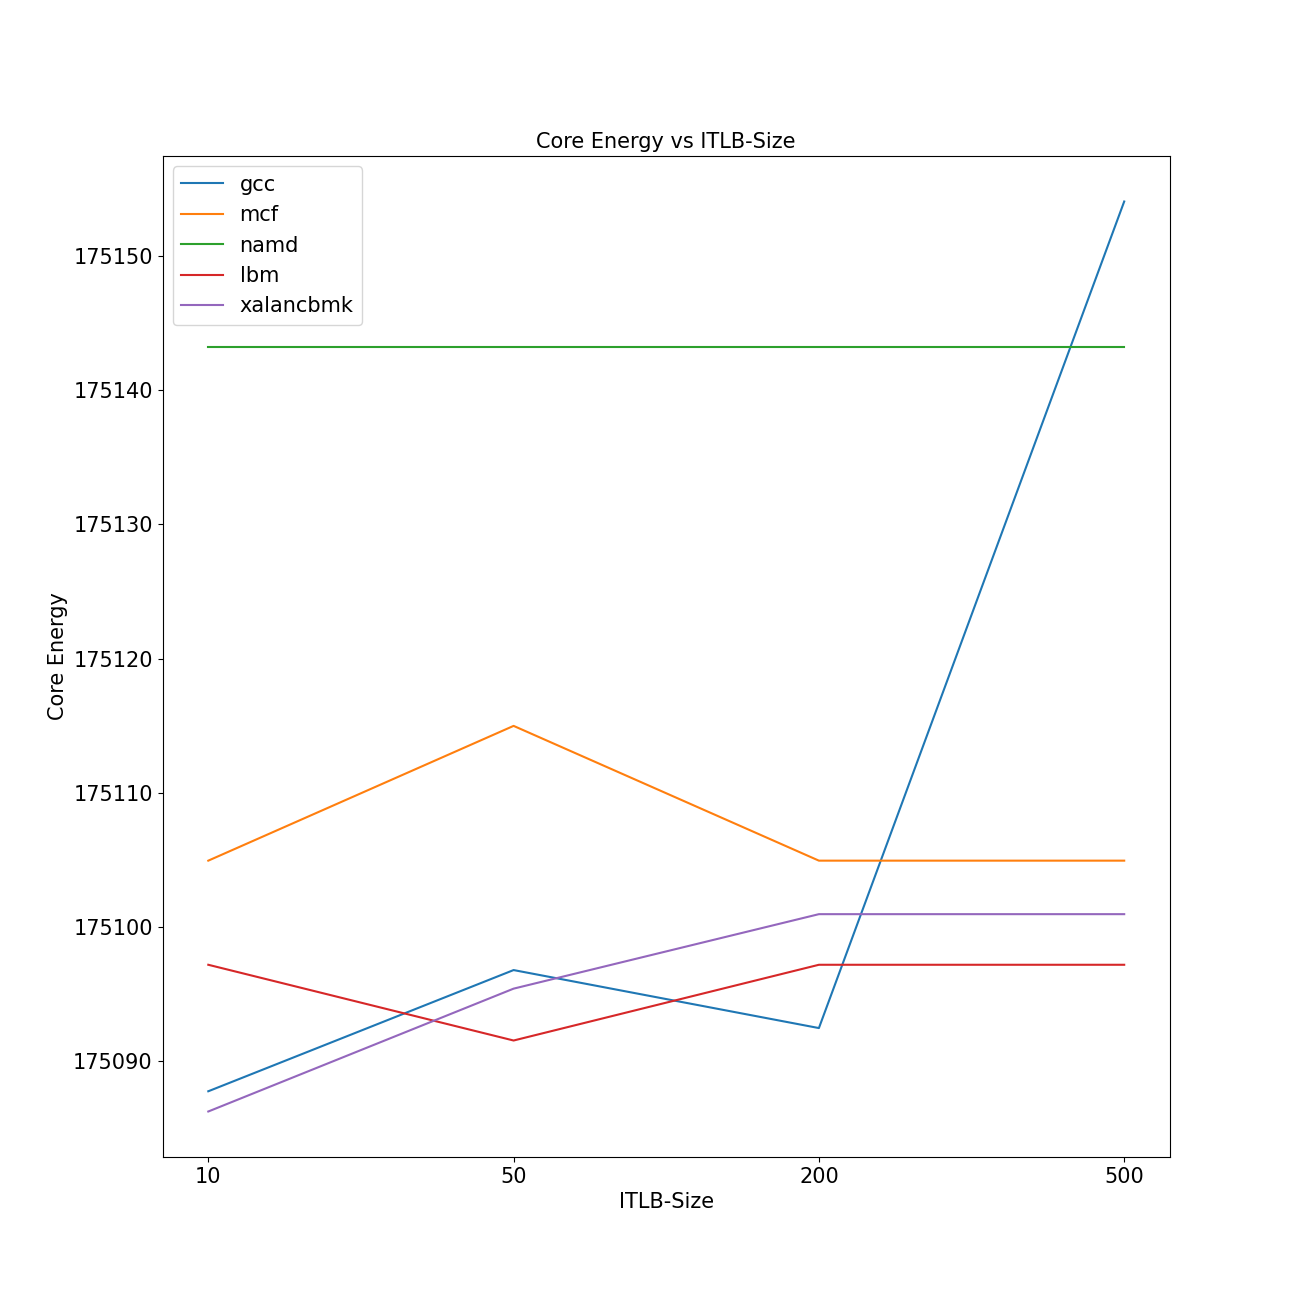 Core Energy vs ITLB-Size
gcc
mcf
namd
lbm
xalancbmk
175150
175140
175130
175120
175110
175100
175090
Core Energy
10 50 200 500
ITLB-Size